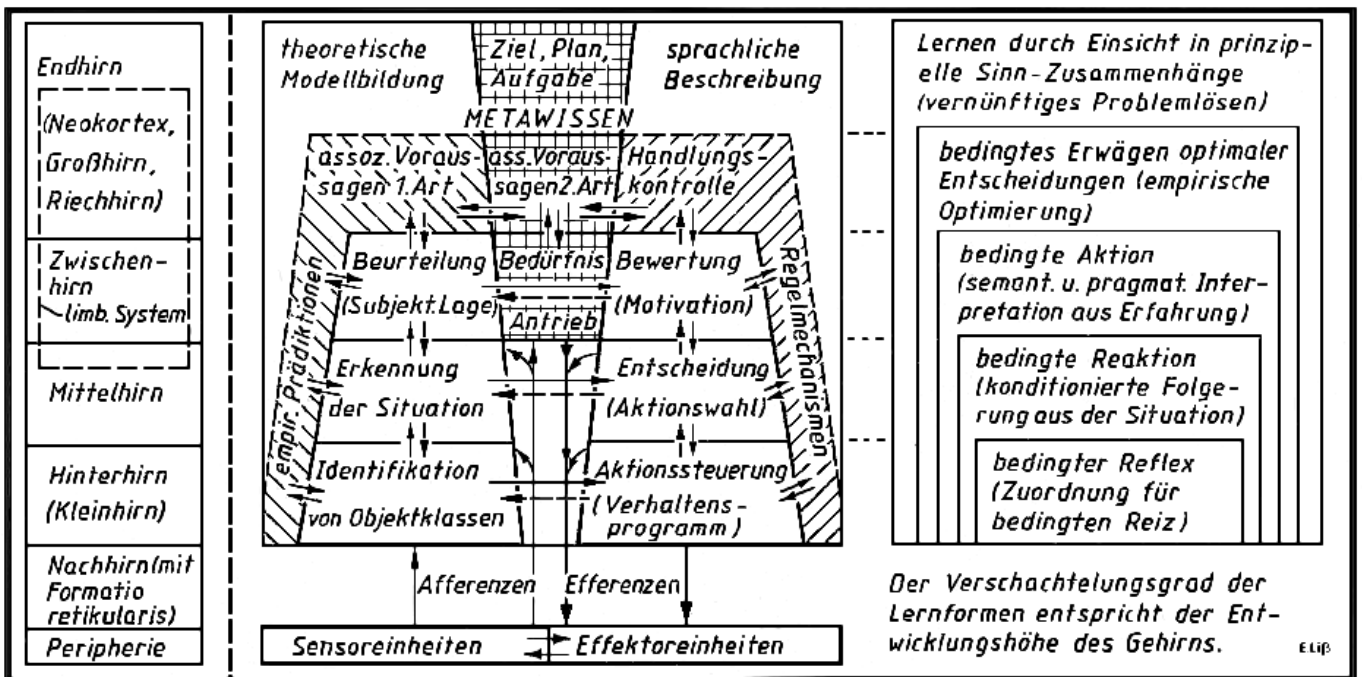 Endhirn
(Neokortex,
Großhirn,
Riechhirn)
Zwischen-
hirn
limb. System
Mittelhirn
Hinterhirn
(Kleinhirn)
Nachhirn (mit
Formatio
retikularis)
Peripherie
theoretische
Modellbildung
Ziel, Plan,
Aufgabe
sprachliche
Beschreibung
METAWISSEN
assoz. Voraus-
sagen 1. Art
ass. Voraus-
sagen 2. Art
Handlungs-
kontrolle
empir. Prädiktionen
Regelmechanismen
Beurteilung
(Subjekt. Lage)
Bedürfnis
Antrieb
Bewertung
(Motivation)
Erkennung
der Situation
Entscheidung
(Aktionswahl)
Identifikation
von Objektklassen
Aktionssteuerung
(Verhaltens-
programm)
Afferenzen
Efferenzen
Sensoreinheiten
Effektoreinheiten
Lernen durch Einsicht in prinzip-
elle Sinn-Zusammenhänge
(vernünftiges Problemlösen)
bedingtes Erwägen optimaler
Entscheidungen (empirische
Optimierung)
bedingte Aktion
(semant. u. pragmat. Inter-
pretation aus Erfahrung)
bedingte Reaktion
(konditionierte Folge-
rung aus der Situation)
bedingter Reflex
(Zuordnung für
bedingten Reiz)
Der Verschachtelungsgrad der
Lernformen entspricht der Ent-
wicklungshöhe des Gehirns.
E.Liß